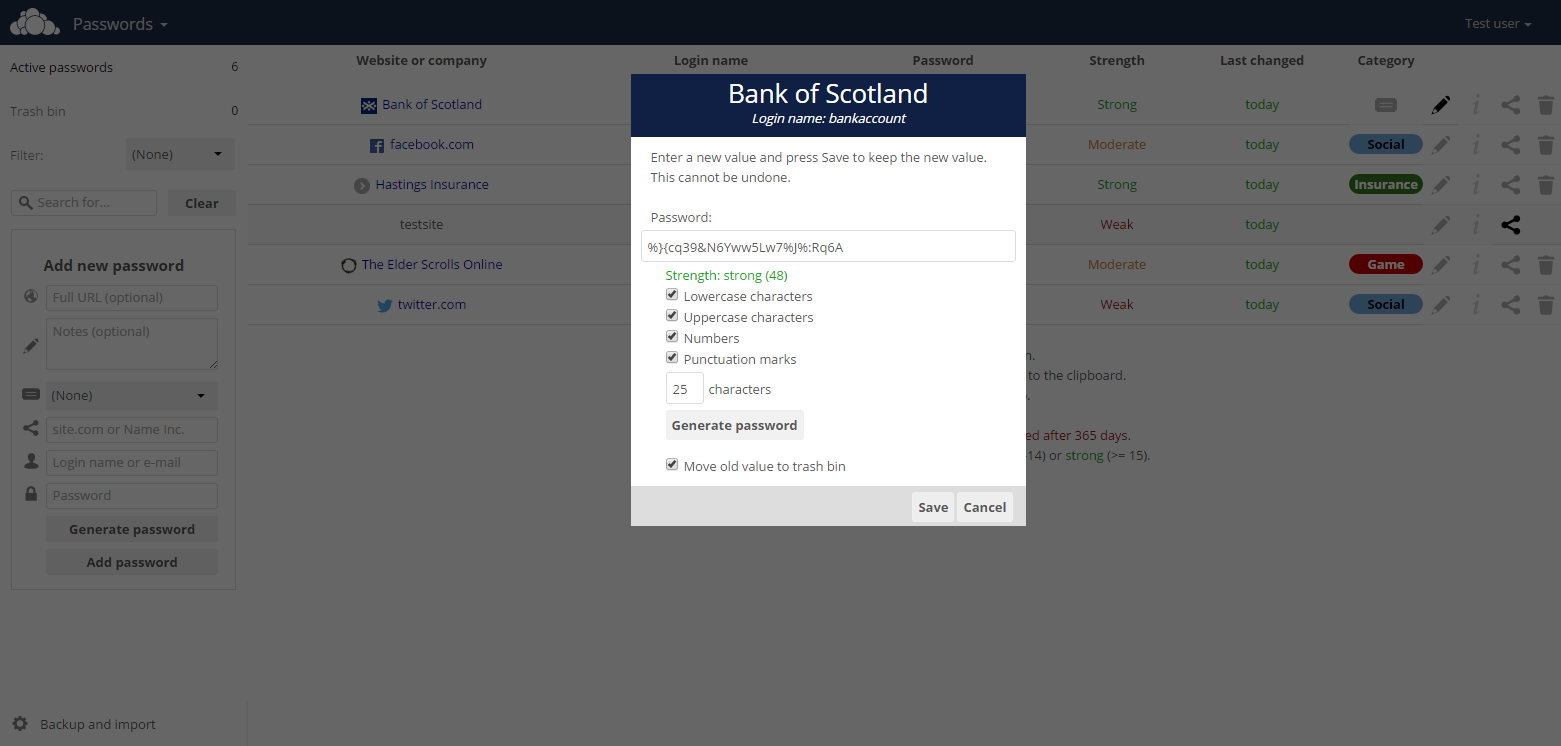 Passwords
Test user
Active passwords 6
Trash bin 0
Filter: (None)
Search for...
Clear
Add new password
Full URL (optional)
Notes (optional)
(None)
site.com or Name Inc.
Login name or e-mail
Password
Generate password
Add password
Backup and import
Website or company Login name Password Strength Last changed Category
Bank of Scotland Strong today
facebook.com Moderate today Social
Hastings Insurance Strong today Insurance
testsite Weak today
The Elder Scrolls Online Moderate today Game
twitter.com Weak today Social
n.
to the clipboard.
ed after 365 days.
-14) or strong (>= 15).
Bank of Scotland
Login name: bankaccount
Enter a new value and press Save to keep the new value.
This cannot be undone.
Password:
%}{cq39&N6Yww5Lw7%J%:Rq6A
Strength: strong (48)
Lowercase characters
Uppercase characters
Numbers
Punctuation marks
25 characters
Generate password
Move old value to trash bin
Save Cancel